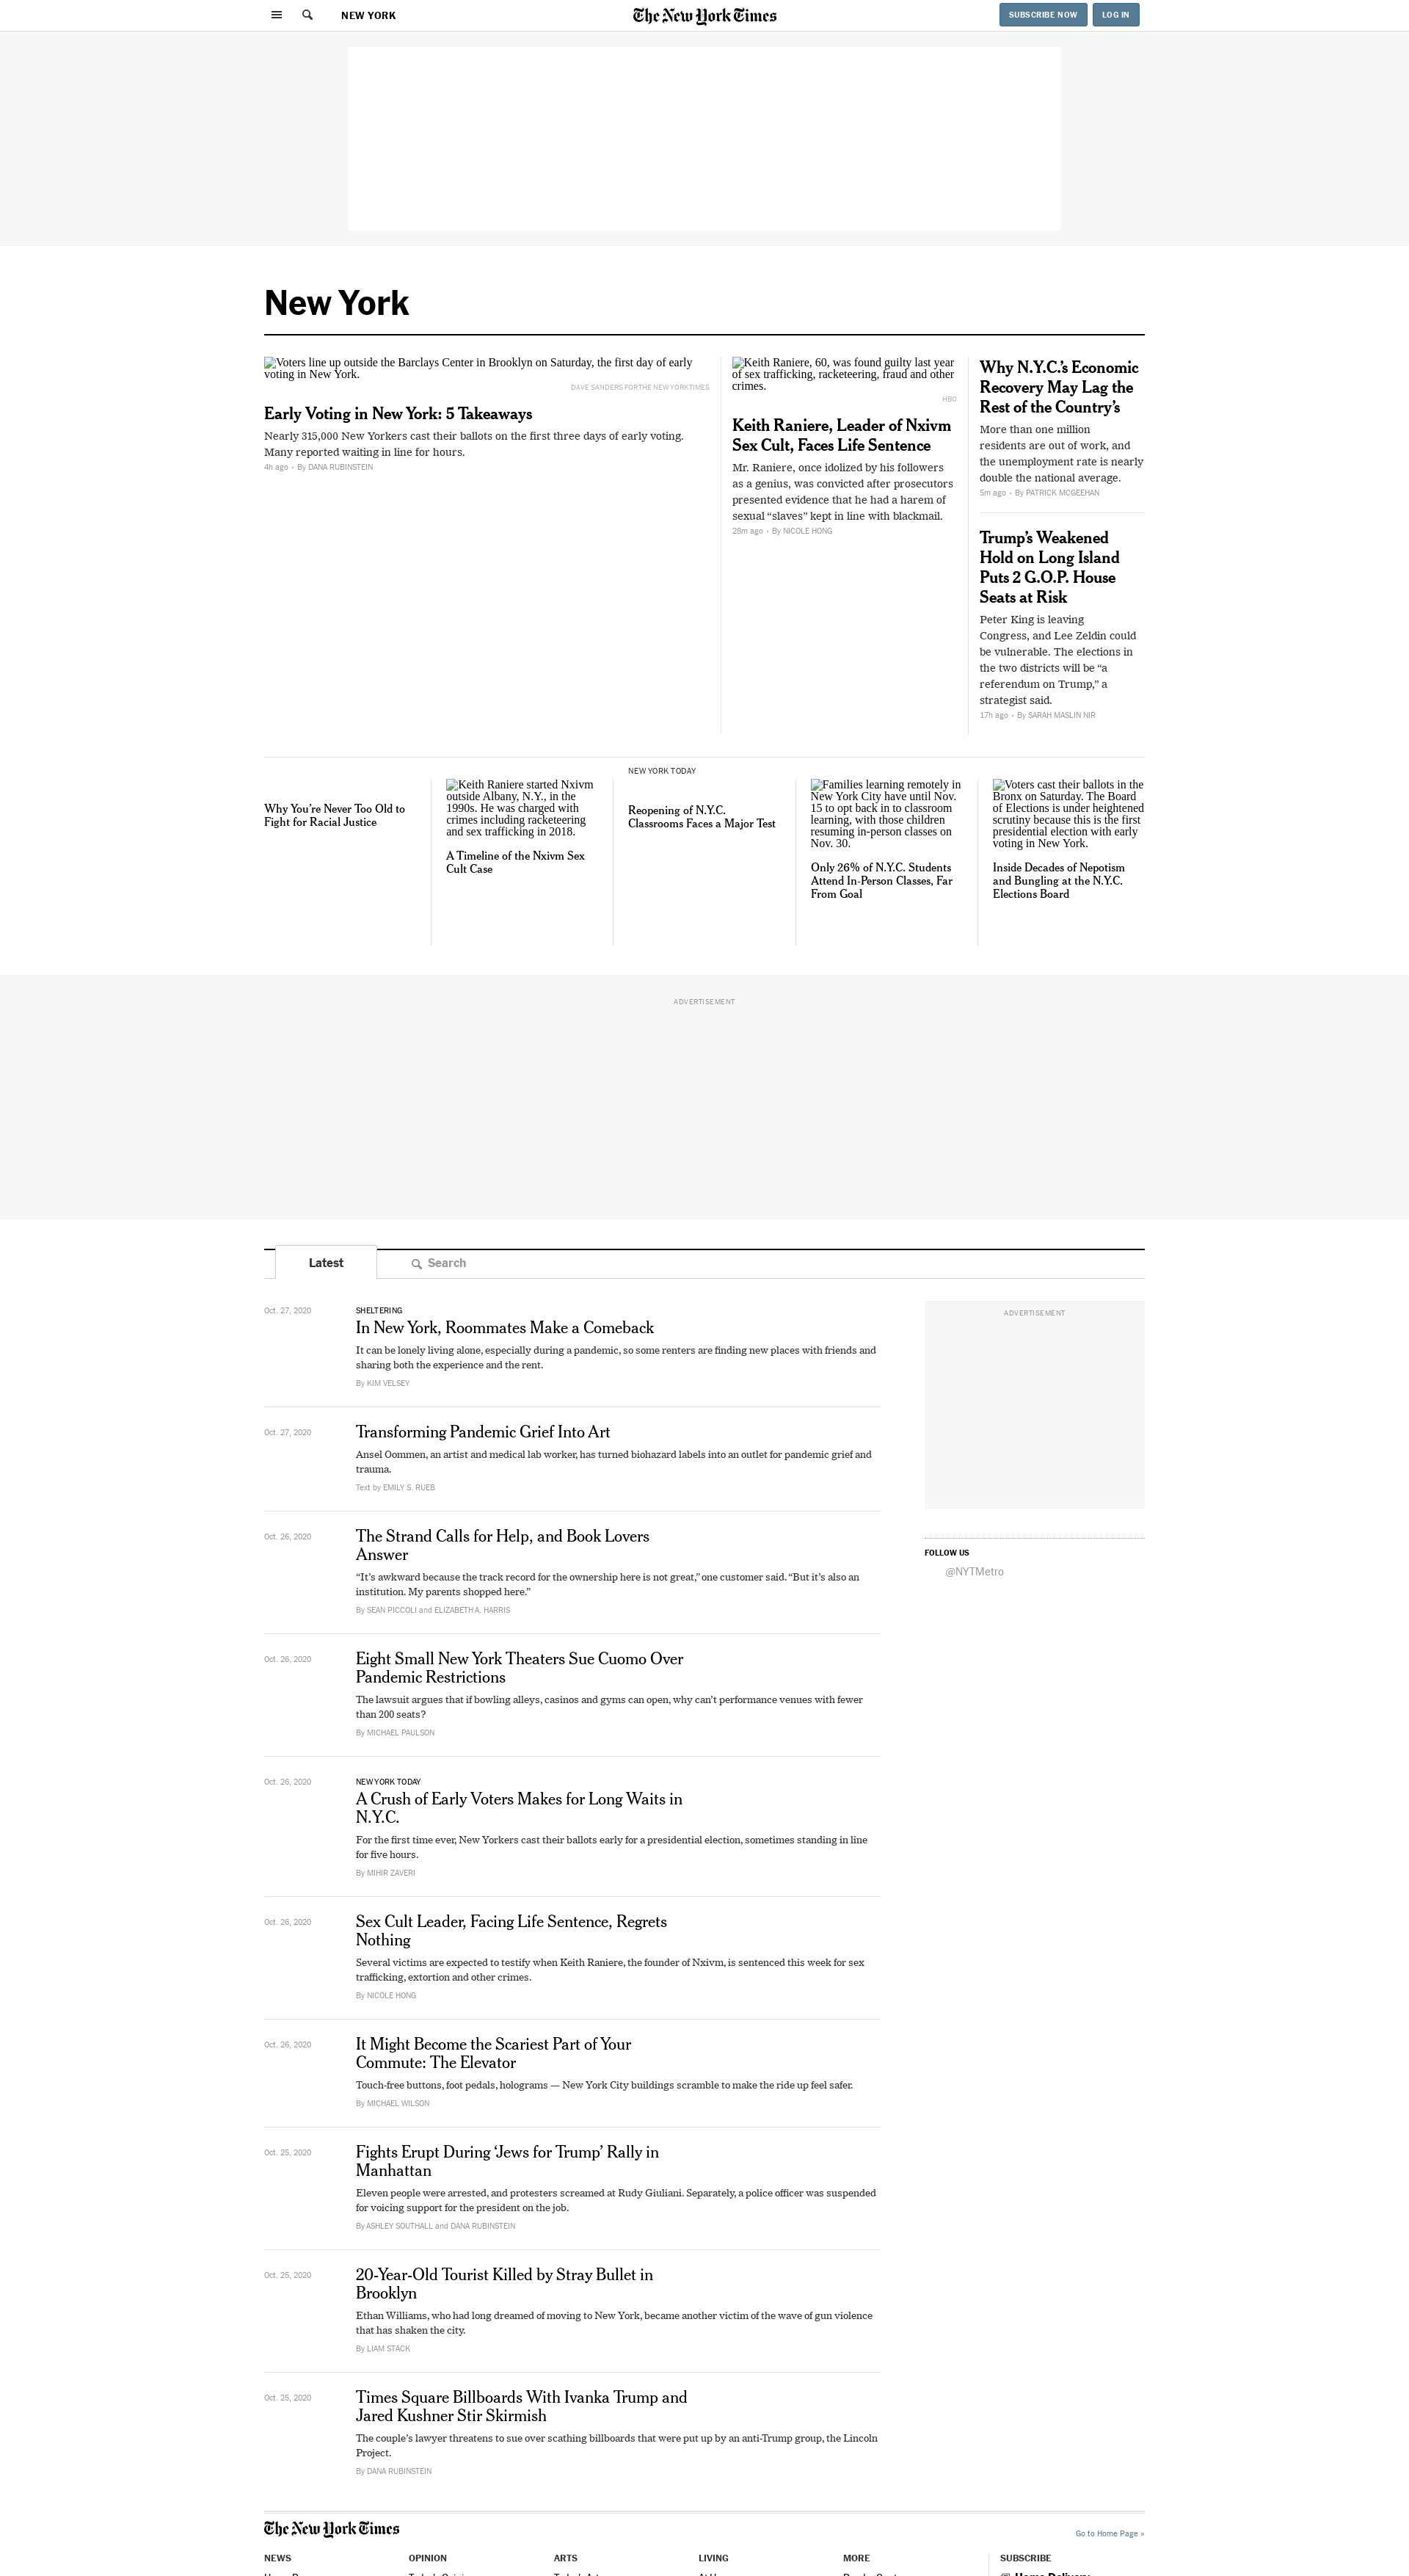 NEW YORK
The New York Times
SUBSCRIBE NOW
LOG IN
New York
Voters line up outside the Barclays Center in Brooklyn on Saturday, the first day of early
voting in New York.
DAVE SANDERS FOR THE NEW YORK TIMES
Early Voting in New York: 5 Takeaways
Nearly 315,000 New Yorkers cast their ballots on the first three days of early voting.
Many reported waiting in line for hours.
4h ago • By DANA RUBINSTEIN
Keith Raniere, 60, was found guilty last year
of sex trafficking, racketeering, fraud and other
crimes.
HBO
Keith Raniere, Leader of Nxivm
Sex Cult, Faces Life Sentence
Mr. Raniere, once idolized by his followers
as a genius, was convicted after prosecutors
presented evidence that he had a harem of
sexual “slaves” kept in line with blackmail.
28m ago • By NICOLE HONG
Why N.Y.C.’s Economic
Recovery May Lag the
Rest of the Country’s
More than one million
residents are out of work, and
the unemployment rate is nearly
double the national average.
5m ago • By PATRICK MCGEEHAN
Trump’s Weakened
Hold on Long Island
Puts 2 G.O.P. House
Seats at Risk
Peter King is leaving
Congress, and Lee Zeldin could
be vulnerable. The elections in
the two districts will be “a
referendum on Trump,” a
strategist said.
17h ago • By SARAH MASLIN NIR
Why You’re Never Too Old to
Fight for Racial Justice
Keith Raniere started Nxivm
outside Albany, N.Y., in the
1990s. He was charged with
crimes including racketeering
and sex trafficking in 2018.
A Timeline of the Nxivm Sex
Cult Case
NEW YORK TODAY
Reopening of N.Y.C.
Classrooms Faces a Major Test
Families learning remotely in
New York City have until Nov.
15 to opt back in to classroom
learning, with those children
resuming in-person classes on
Nov. 30.
Only 26% of N.Y.C. Students
Attend In-Person Classes, Far
From Goal
Voters cast their ballots in the
Bronx on Saturday. The Board
of Elections is under heightened
scrutiny because this is the first
presidential election with early
voting in New York.
Inside Decades of Nepotism
and Bungling at the N.Y.C.
Elections Board
ADVERTISEMENT
Latest
Search
Oct. 27, 2020
SHELTERING
In New York, Roommates Make a Comeback
It can be lonely living alone, especially during a pandemic, so some renters are finding new places with friends and
sharing both the experience and the rent.
By KIM VELSEY
Oct. 27, 2020
Transforming Pandemic Grief Into Art
Ansel Oommen, an artist and medical lab worker, has turned biohazard labels into an outlet for pandemic grief and
trauma.
Text by EMILY S. RUEB
Oct. 26, 2020
The Strand Calls for Help, and Book Lovers
Answer
“It’s awkward because the track record for the ownership here is not great,” one customer said. “But it’s also an
institution. My parents shopped here.”
By SEAN PICCOLI and ELIZABETH A. HARRIS
Oct. 26, 2020
Eight Small New York Theaters Sue Cuomo Over
Pandemic Restrictions
The lawsuit argues that if bowling alleys, casinos and gyms can open, why can’t performance venues with fewer
than 200 seats?
By MICHAEL PAULSON
Oct. 26, 2020
NEW YORK TODAY
A Crush of Early Voters Makes for Long Waits in
N.Y.C.
For the first time ever, New Yorkers cast their ballots early for a presidential election, sometimes standing in line
for five hours.
By MIHIR ZAVERI
Oct. 26, 2020
Sex Cult Leader, Facing Life Sentence, Regrets
Nothing
Several victims are expected to testify when Keith Raniere, the founder of Nxivm, is sentenced this week for sex
trafficking, extortion and other crimes.
By NICOLE HONG
Oct. 26, 2020
It Might Become the Scariest Part of Your
Commute: The Elevator
Touch-free buttons, foot pedals, holograms — New York City buildings scramble to make the ride up feel safer.
By MICHAEL WILSON
Oct. 25, 2020
Fights Erupt During ‘Jews for Trump’ Rally in
Manhattan
Eleven people were arrested, and protesters screamed at Rudy Giuliani. Separately, a police officer was suspended
for voicing support for the president on the job.
By ASHLEY SOUTHALL and DANA RUBINSTEIN
Oct. 25, 2020
20-Year-Old Tourist Killed by Stray Bullet in
Brooklyn
Ethan Williams, who had long dreamed of moving to New York, became another victim of the wave of gun violence
that has shaken the city.
By LIAM STACK
Oct. 25, 2020
Times Square Billboards With Ivanka Trump and
Jared Kushner Stir Skirmish
The couple’s lawyer threatens to sue over scathing billboards that were put up by an anti-Trump group, the Lincoln
Project.
By DANA RUBINSTEIN
ADVERTISEMENT
FOLLOW US
@NYTMetro
The New York Times
Go to Home Page »
NEWS
OPINION
ARTS
LIVING
MORE
SUBSCRIBE